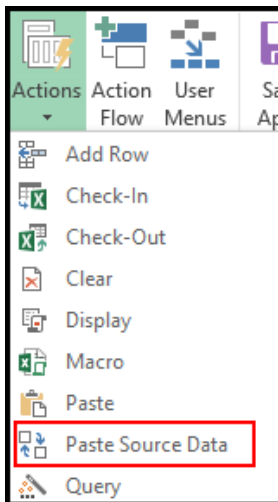 Actions Action User
Flow Menus
Add Row
Check-In
Check-Out
Clear
Display
Macro
Paste
Paste Source Data
Query